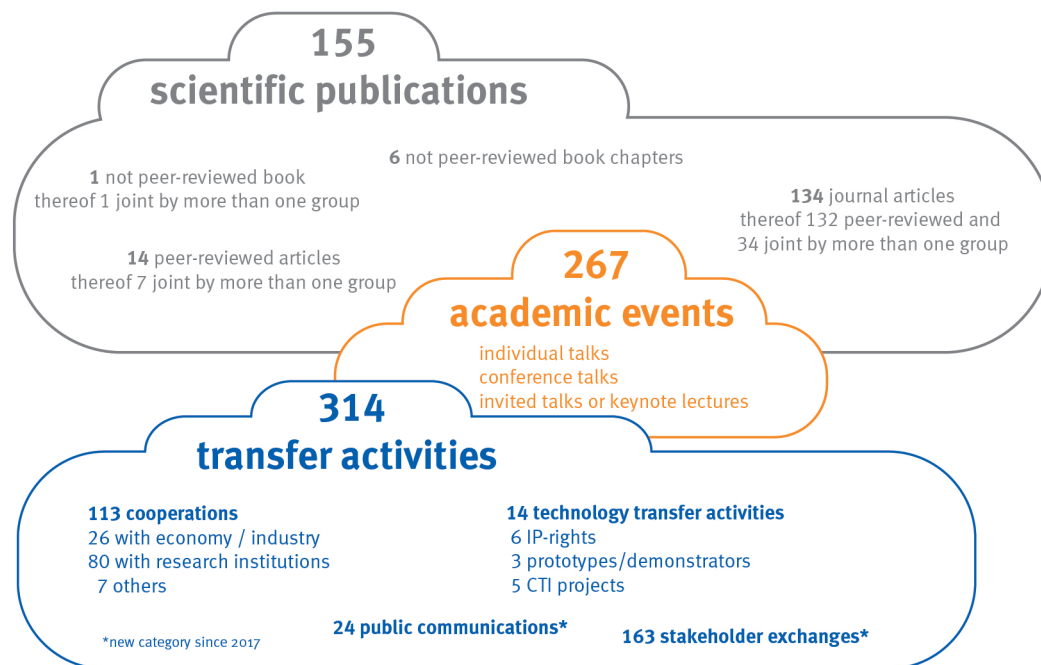 155
scientific publications
6 not peer-reviewed book chapters
1 not peer-reviewed book
thereof 1 joint by more than one group
134 journal articles
thereof 132 peer-reviewed and
34 joint by more than one group
14 peer-reviewed articles
thereof 7 joint by more than one group
267
academic events
individual talks
conference talks
invited talks or keynote lectures
314
transfer activities
113 cooperations
26 with economy / industry
80 with research institutions
7 others
14 technology transfer activities
6 IP-rights
3 prototypes/demonstrators
5 CTI projects
24 public communications*
163 stakeholder exchanges*
*new category since 2017